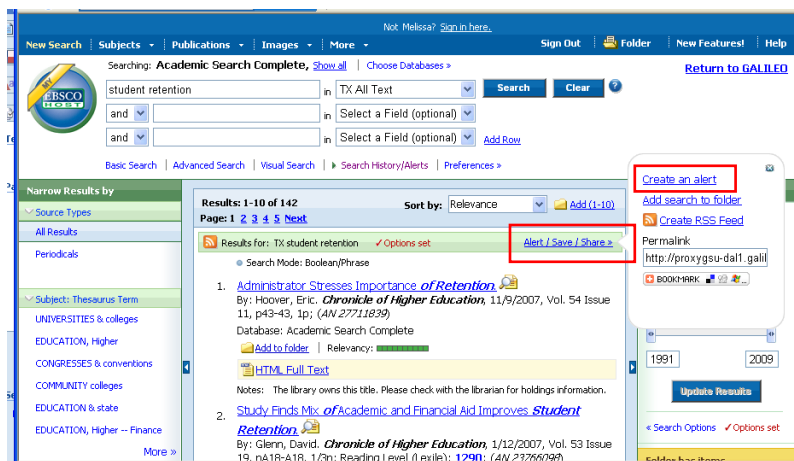 Not Melissa? Sign in here.
New Search Subjects Publications Images More Sign Out Folder New Features! Help
Searching: Academic Search Complete, Show all Choose Databases »
Return to GALILEO
MY
EBSCO
HOST
student retention in TX All Text Search Clear ?
and in Select a Field (optional)
and in Select a Field (optional) Add Row
Basic Search Advanced Search Visual Search Search History/Alerts Preferences »
Create an alert
Add search to folder
Create RSS Feed
Permalink
http://proxygsu-dal1.galil
BOOKMARK
Narrow Results by
Source Types
All Results
Periodicals
Subject: Thesaurus Term
UNIVERSITIES & colleges
EDUCATION, Higher
CONGRESSES & conventions
COMMUNITY colleges
EDUCATION & state
EDUCATION, Higher -- Finance
More »
Results: 1-10 of 142 Sort by: Relevance Add (1-10)
Page: 1 2 3 4 5 Next
Results for: TX student retention ✓Options set Alert / Save / Share »
Search Mode: Boolean/Phrase
1. Administrator Stresses Importance of Retention.
By: Hoover, Eric. Chronicle of Higher Education, 11/9/2007, Vol. 54 Issue
11, p43-43, 1p; (AN 27711839)
Database: Academic Search Complete
Add to folder Relevancy:
HTML Full Text
Notes: The library owns this title. Please check with the librarian for holdings information.
2. Study Finds Mix of Academic and Financial Aid Improves Student
Retention.
By: Glenn, David. Chronicle of Higher Education, 1/12/2007, Vol. 53 Issue
19, pA18-A18, 1/3p; Reading Level (Lexile): 1290; (AN 23766098)
1991 2009
Update Results
« Search Options ✓Options set
Folder has items